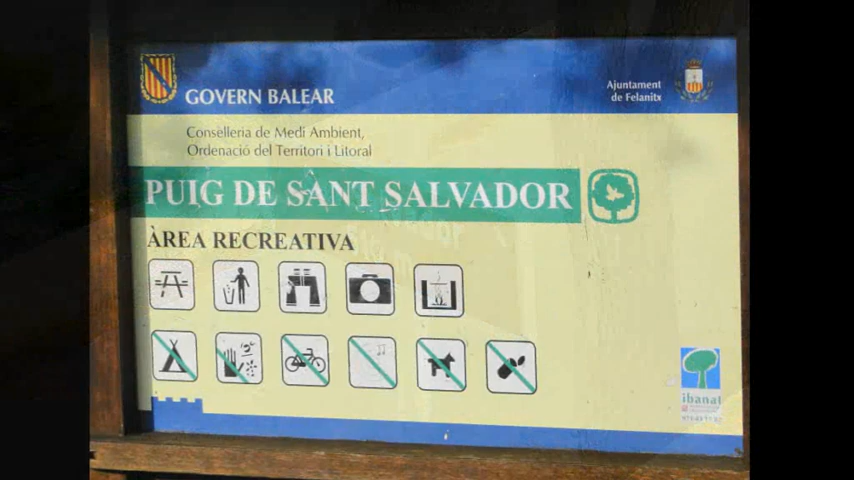 GOVERN BALEAR
Ajuntament
de Felanitx
Conselleria de Medi Ambient,
Ordenació del Territori i Litoral
PUIG DE SANT SALVADOR
ÀREA RECREATIVA
ibanat